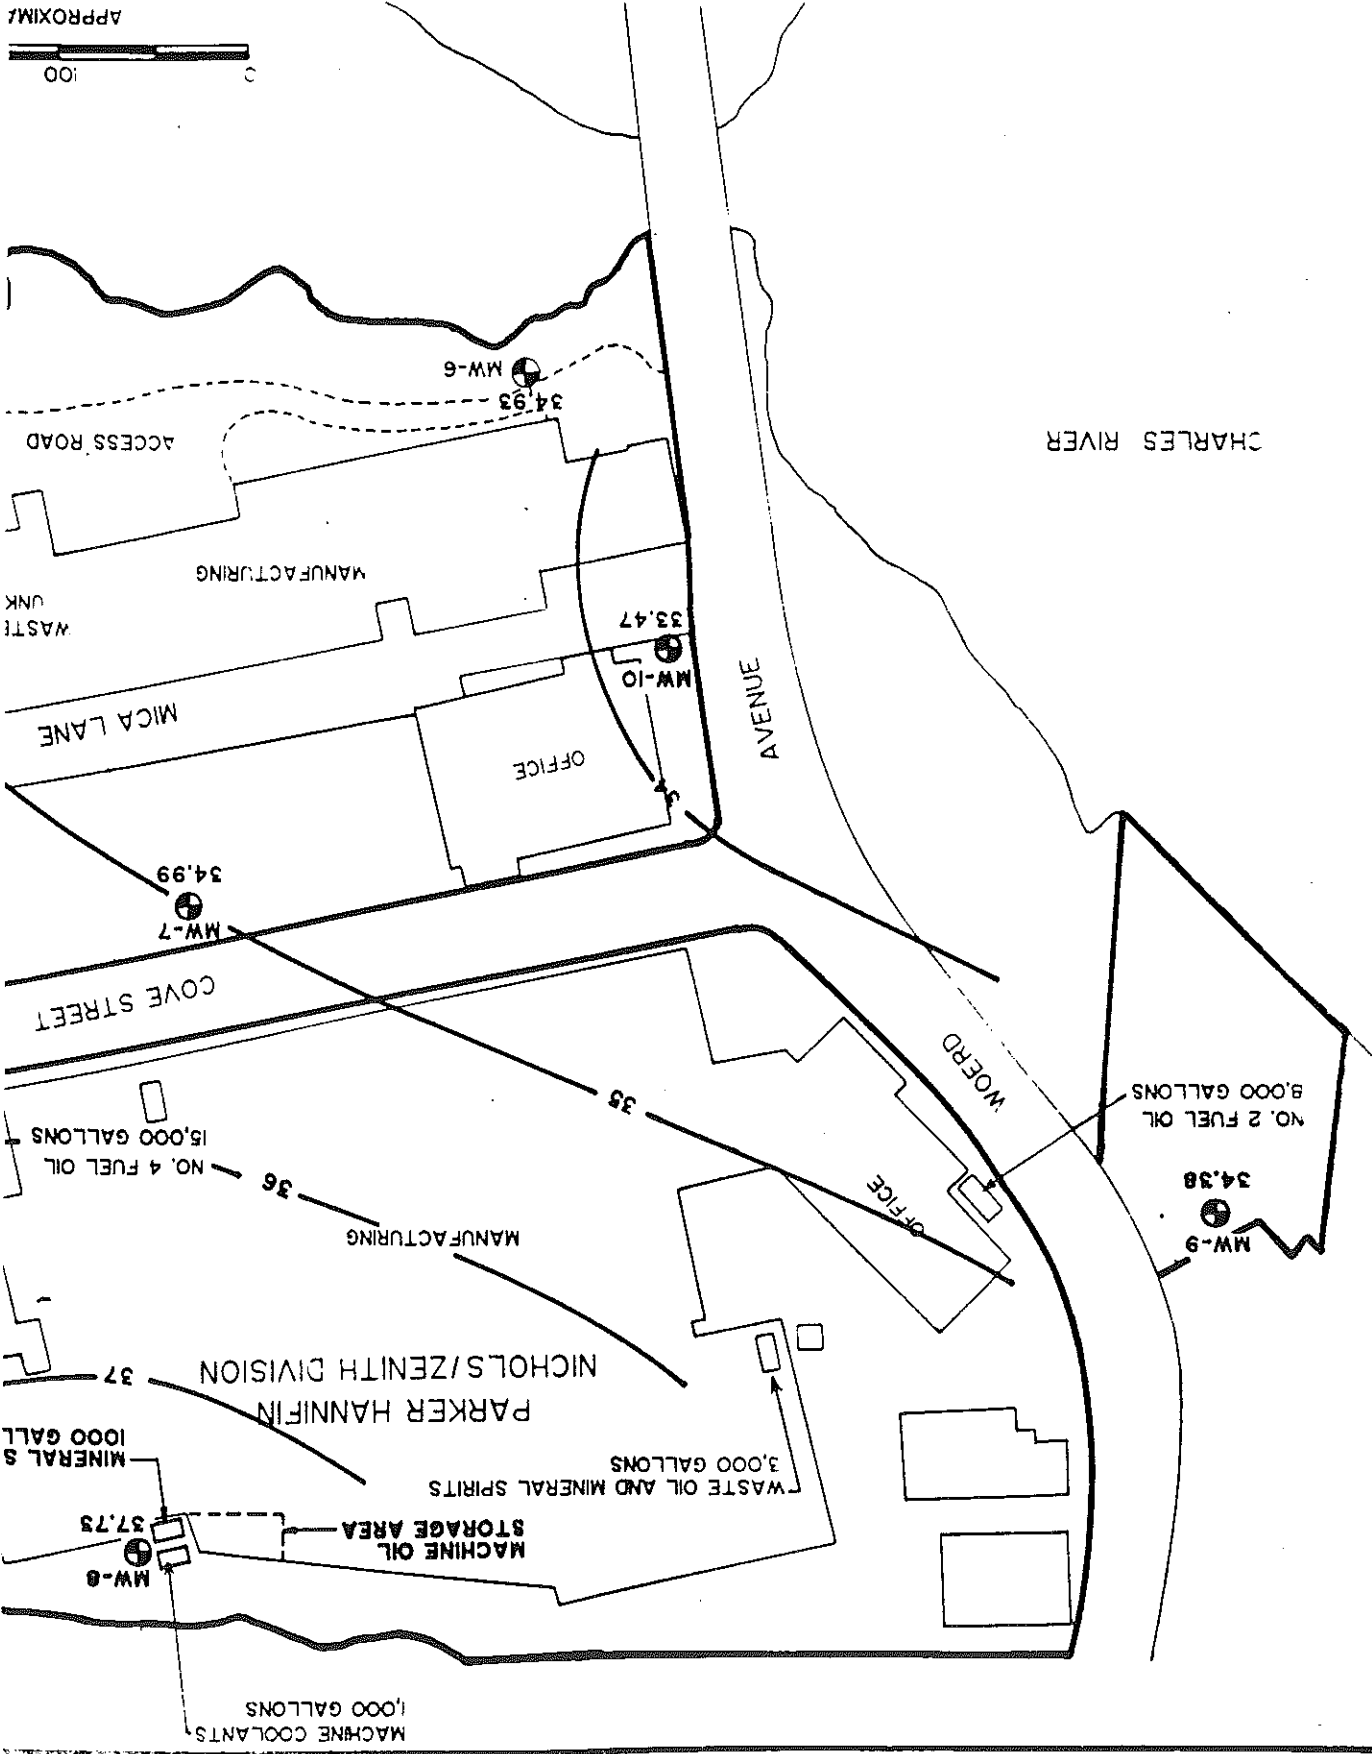 MACHINE COOLANTS
1,000 GALLONS
MW-8
37.73
MACHINE OIL
STORAGE AREA
MINERAL S
1000 GALL
WASTE OIL AND MINERAL SPIRITS
3,000 GALLONS
PARKER HANNIFIN
NICHOLS/ZENITH DIVISION
37
MANUFACTURING
36
NO. 4 FUEL OIL
15,000 GALLONS
MW-9
34.38
OFFICE
NO. 2 FUEL OIL
8,000 GALLONS
35
WOERD
AVENUE
COVE STREET
MW-7
34.99
34
OFFICE
MICA LANE
MW-10
33.47
WASTE
UNK
MANUFACTURING
ACCESS ROAD
CHARLES RIVER
34.93
MW-6
0
100
APPROXIMA